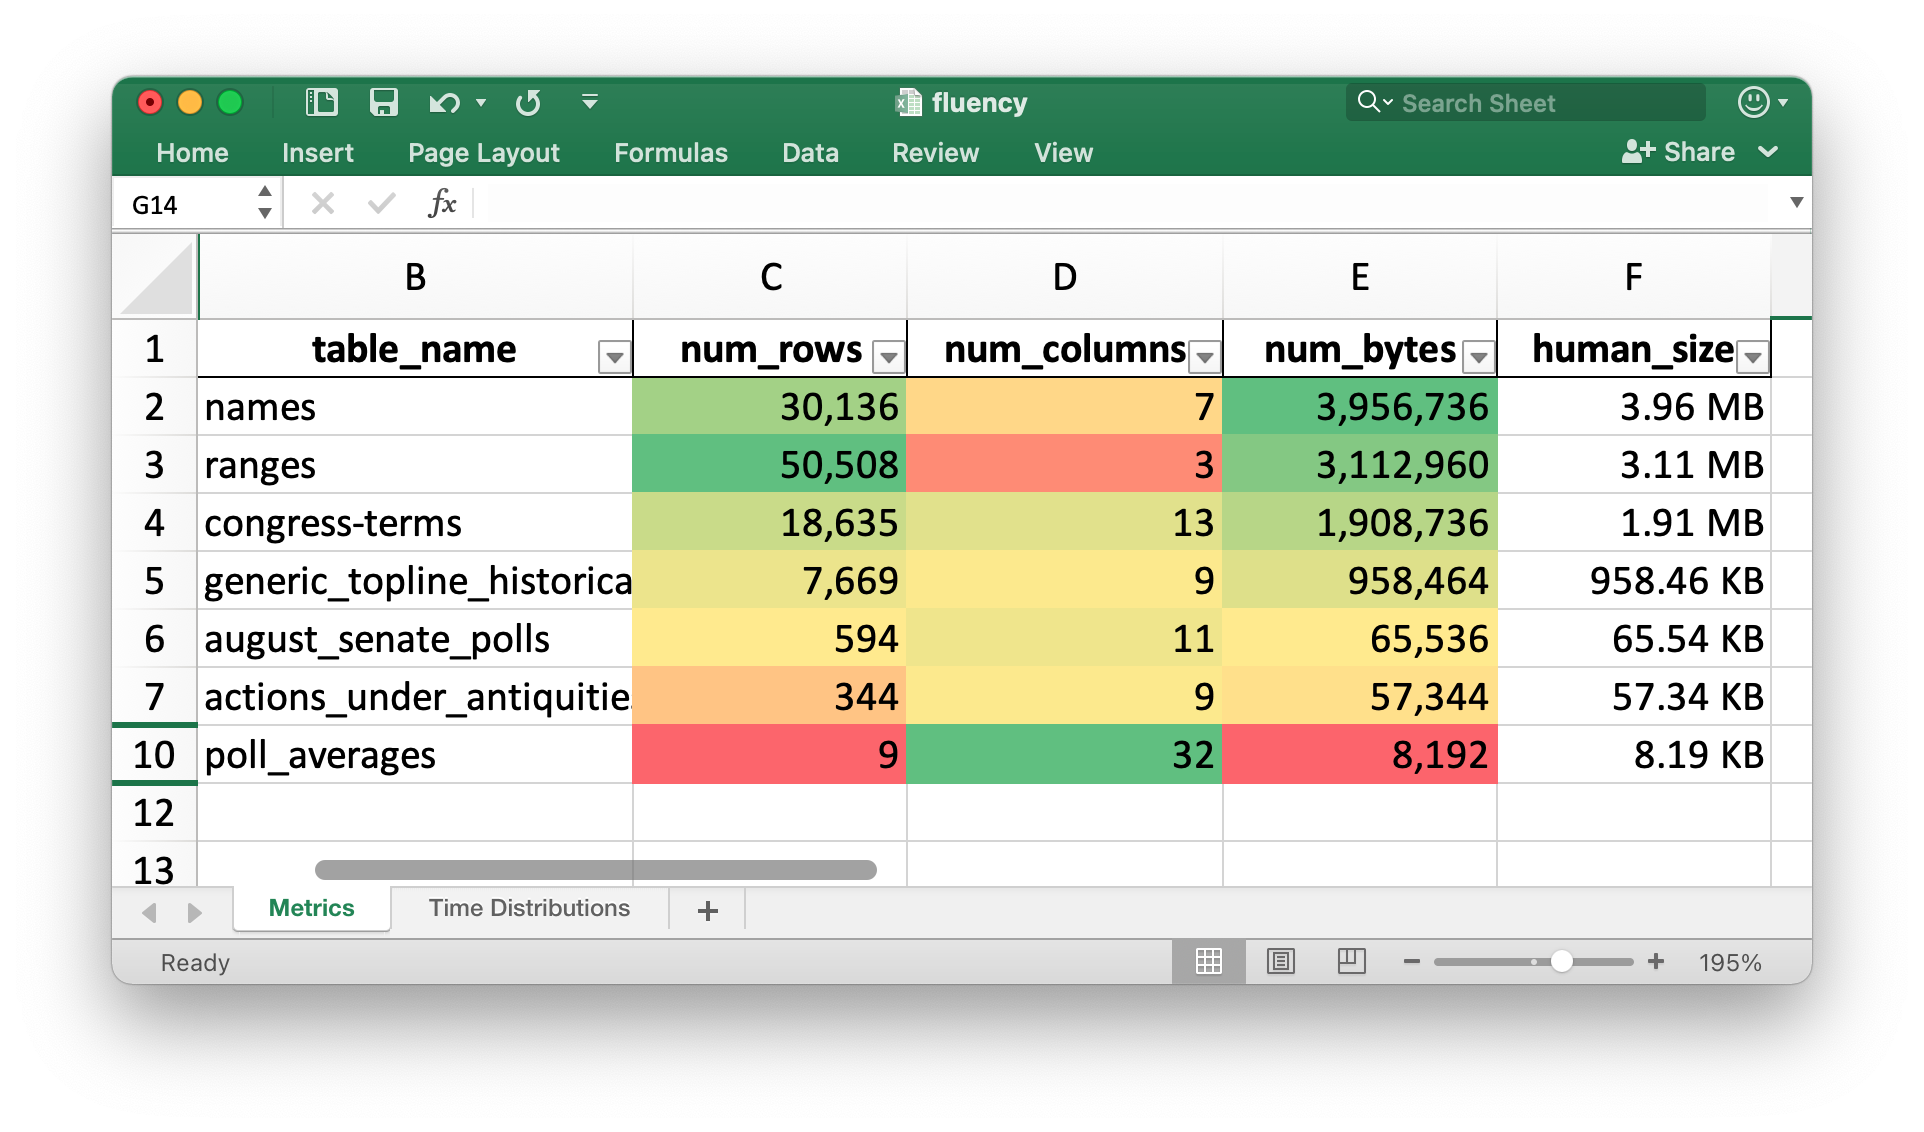 fluency
Search Sheet
Home Insert Page Layout Formulas Data Review View Share
G14 fx
B C D E F
1 table_name num_rows num_columns num_bytes human_size
2 names 30,136 7 3,956,736 3.96 MB
3 ranges 50,508 3 3,112,960 3.11 MB
4 congress-terms 18,635 13 1,908,736 1.91 MB
5 generic_topline_historica 7,669 9 958,464 958.46 KB
6 august_senate_polls 594 11 65,536 65.54 KB
7 actions_under_antiquitie 344 9 57,344 57.34 KB
10 poll_averages 9 32 8,192 8.19 KB
12
13
Metrics Time Distributions +
Ready 195%